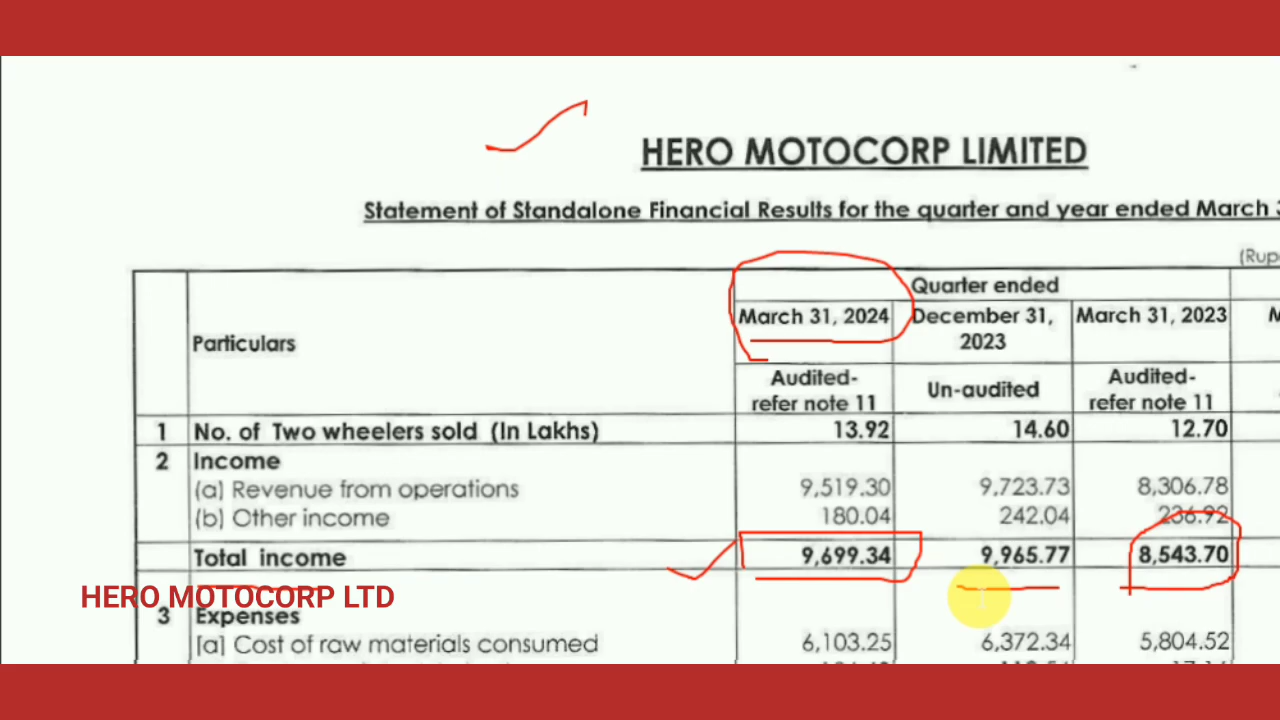 HERO MOTOCORP LIMITED
Statement of Standalone Financial Results for the quarter and year ended March
(Rup
Particulars Quarter ended
March 31, 2024 December 31, 2023 March 31, 2023 M
Audited- refer note 11 Un-audited Audited- refer note 11
1 No. of Two wheelers sold (In Lakhs) 13.92 14.60 12.70
2 Income
(a) Revenue from operations 9,519.30 9,723.73 8,306.78
(b) Other income 180.04 242.04 236.92
Total income 9,699.34 9,965.77 8,543.70
HERO MOTOCORP LTD
3 Expenses
(a) Cost of raw materials consumed 6,103.25 6,372.34 5,804.52